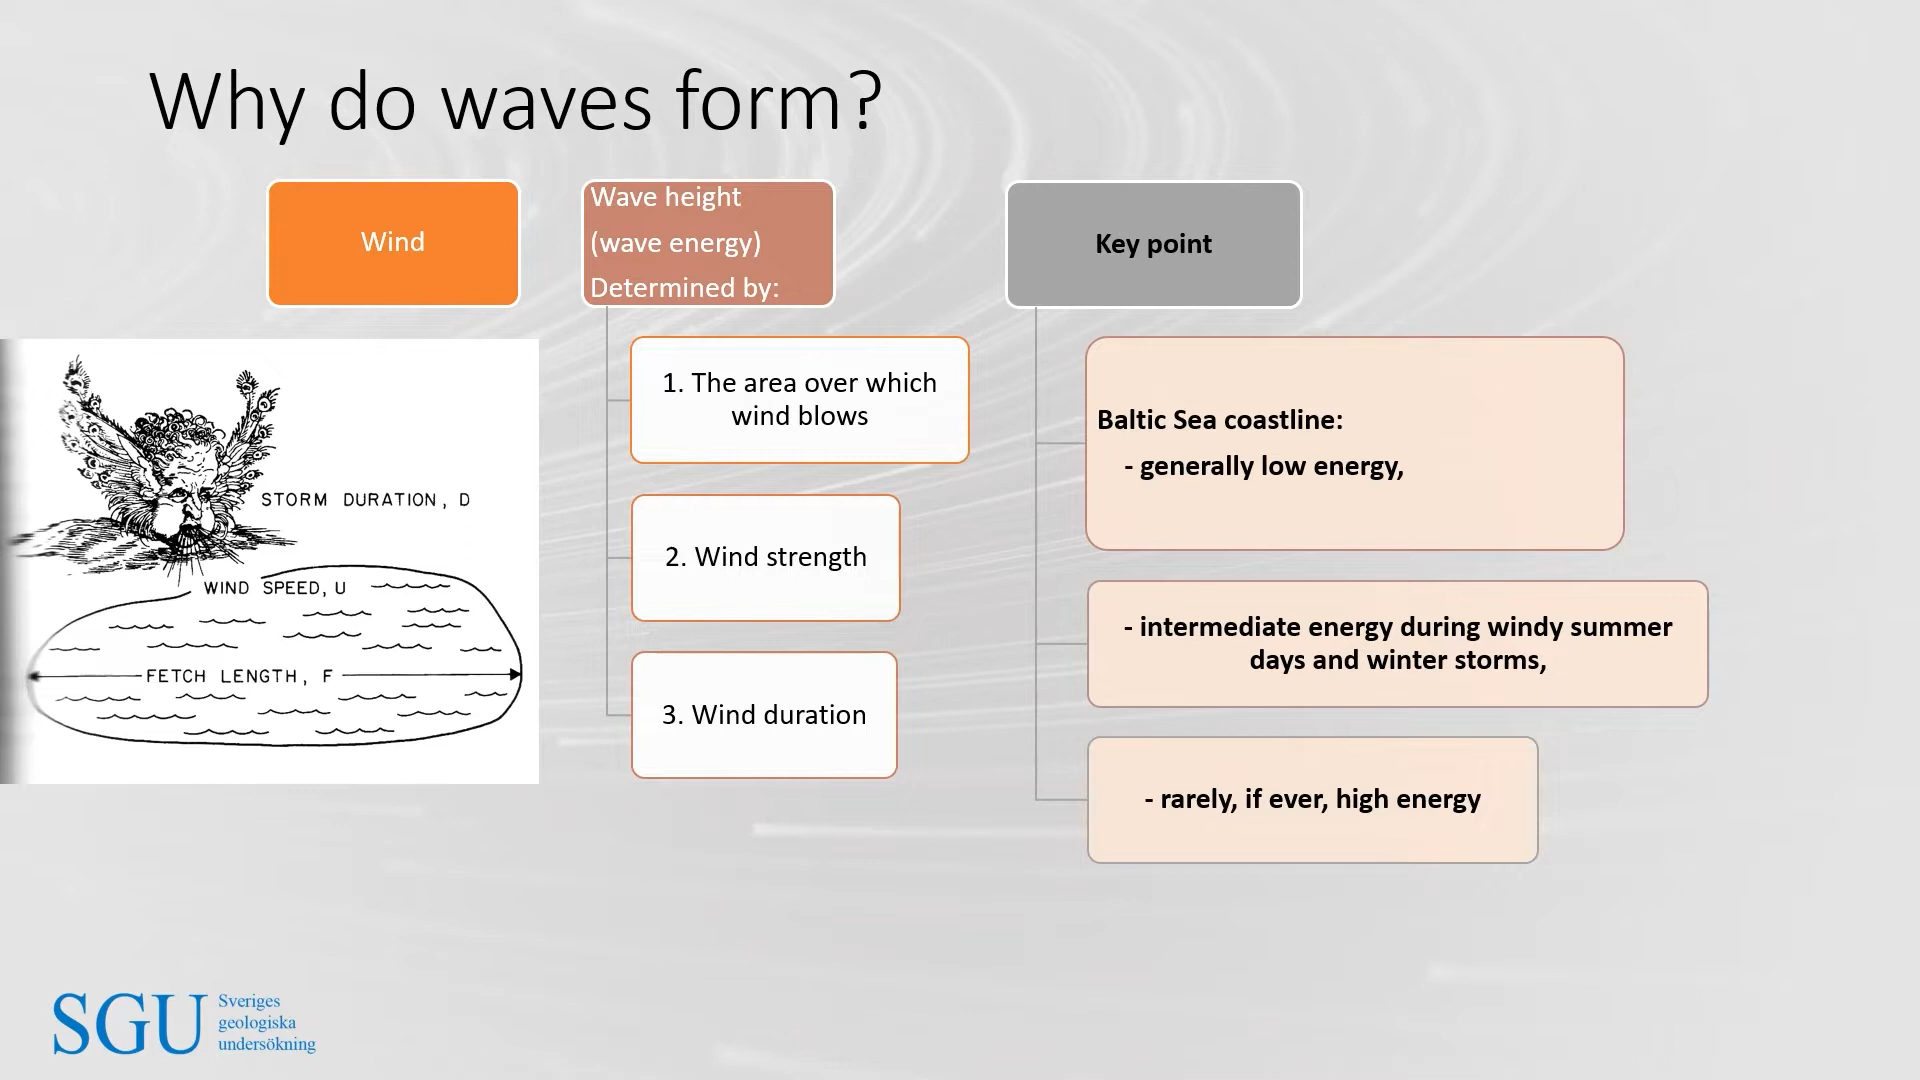 Why do waves form?
Wind
Wave height
(wave energy)
Determined by:
Key point
STORM DURATION, D
WIND SPEED, U
FETCH LENGTH, F
1. The area over which
wind blows
2. Wind strength
3. Wind duration
Baltic Sea coastline:
- generally low energy,
- intermediate energy during windy summer
days and winter storms,
- rarely, if ever, high energy
SGU
Sveriges
geologiska
undersökning